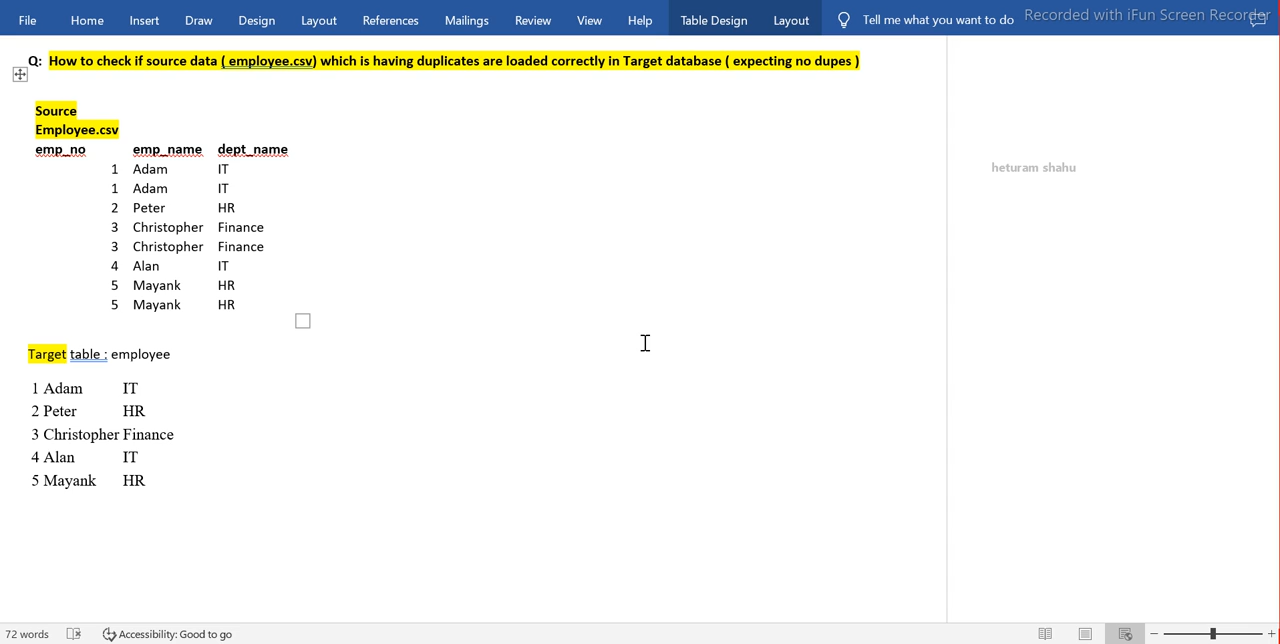 File Home Insert Draw Design Layout References Mailings Review View Help Table Design Layout Tell me what you want to do
Recorded with iFun Screen Recorder
Q: How to check if source data ( employee.csv) which is having duplicates are loaded correctly in Target database ( expecting no dupes )
Source
Employee.csv
emp_no emp_name dept_name
1 Adam IT
1 Adam IT
2 Peter HR
3 Christopher Finance
3 Christopher Finance
4 Alan IT
5 Mayank HR
5 Mayank HR
heturam shahu
Target table : employee
1 Adam IT
2 Peter HR
3 Christopher Finance
4 Alan IT
5 Mayank HR
72 words Accessibility: Good to go